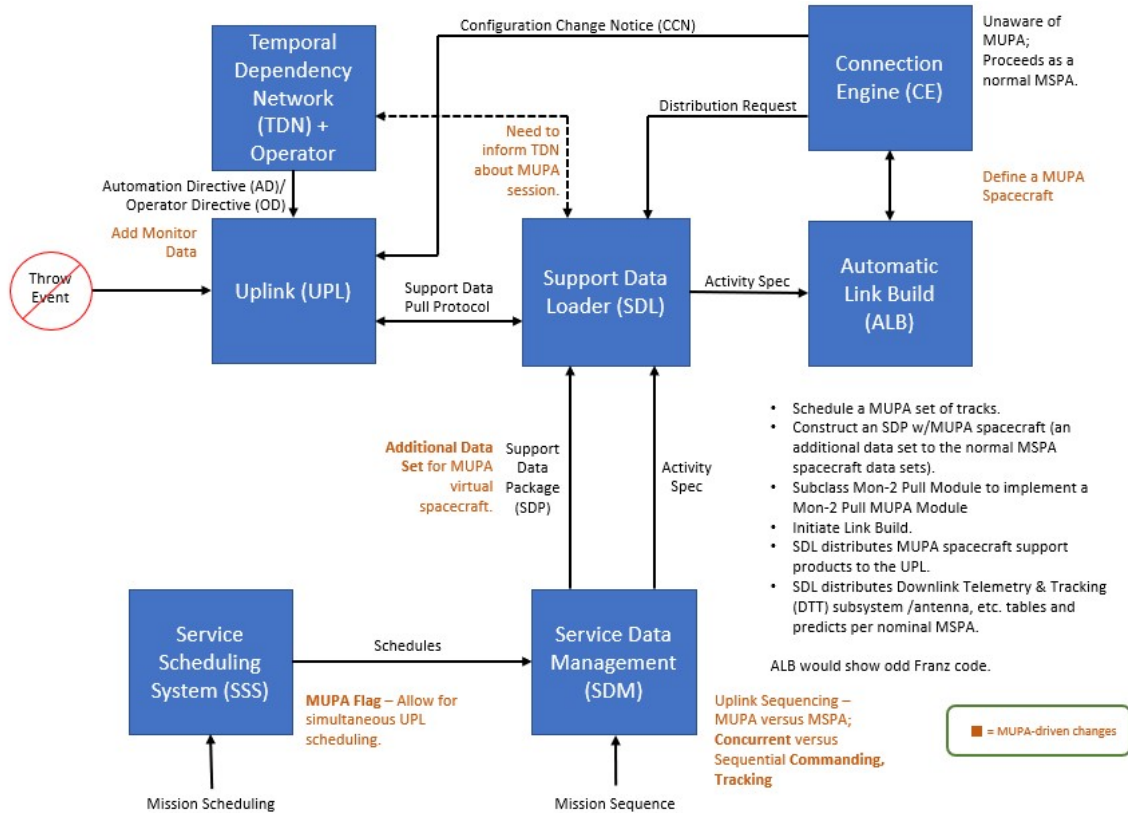 Configuration Change Notice (CCN)
Unaware of
MUPA;
Proceeds as a
normal MSPA.
Temporal
Dependency
Network
(TDN) +
Operator
Connection
Engine (CE)
Distribution Request
Need to
inform TDN
about MUPA
session.
Automation Directive (AD)/
Operator Directive (OD)
Define a MUPA
Spacecraft
Add Monitor
Data
Throw
Event
Uplink (UPL)
Support Data
Pull Protocol
Support Data
Loader (SDL)
Activity Spec
Automatic
Link Build
(ALB)
Additional Data
Set for MUPA
virtual
spacecraft.
Support
Data
Package
(SDP)
Activity
Spec
• Schedule a MUPA set of tracks.
• Construct an SDP w/MUPA spacecraft (an
additional data set to the normal MSPA
spacecraft data sets).
• Subclass Mon-2 Pull Module to implement a
Mon-2 Pull MUPA Module
• Initiate Link Build.
• SDL distributes MUPA spacecraft support
products to the UPL.
• SDL distributes Downlink Telemetry & Tracking
(DTT) subsystem /antenna, etc. tables and
predicts per nominal MSPA.
ALB would show odd Franz code.
Service
Scheduling
System (SSS)
Schedules
MUPA Flag – Allow for
simultaneous UPL
scheduling.
Service Data
Management
(SDM)
Uplink Sequencing –
MUPA versus MSPA;
Concurrent versus
Sequential Commanding,
Tracking
= MUPA-driven changes
Mission Scheduling
Mission Sequence